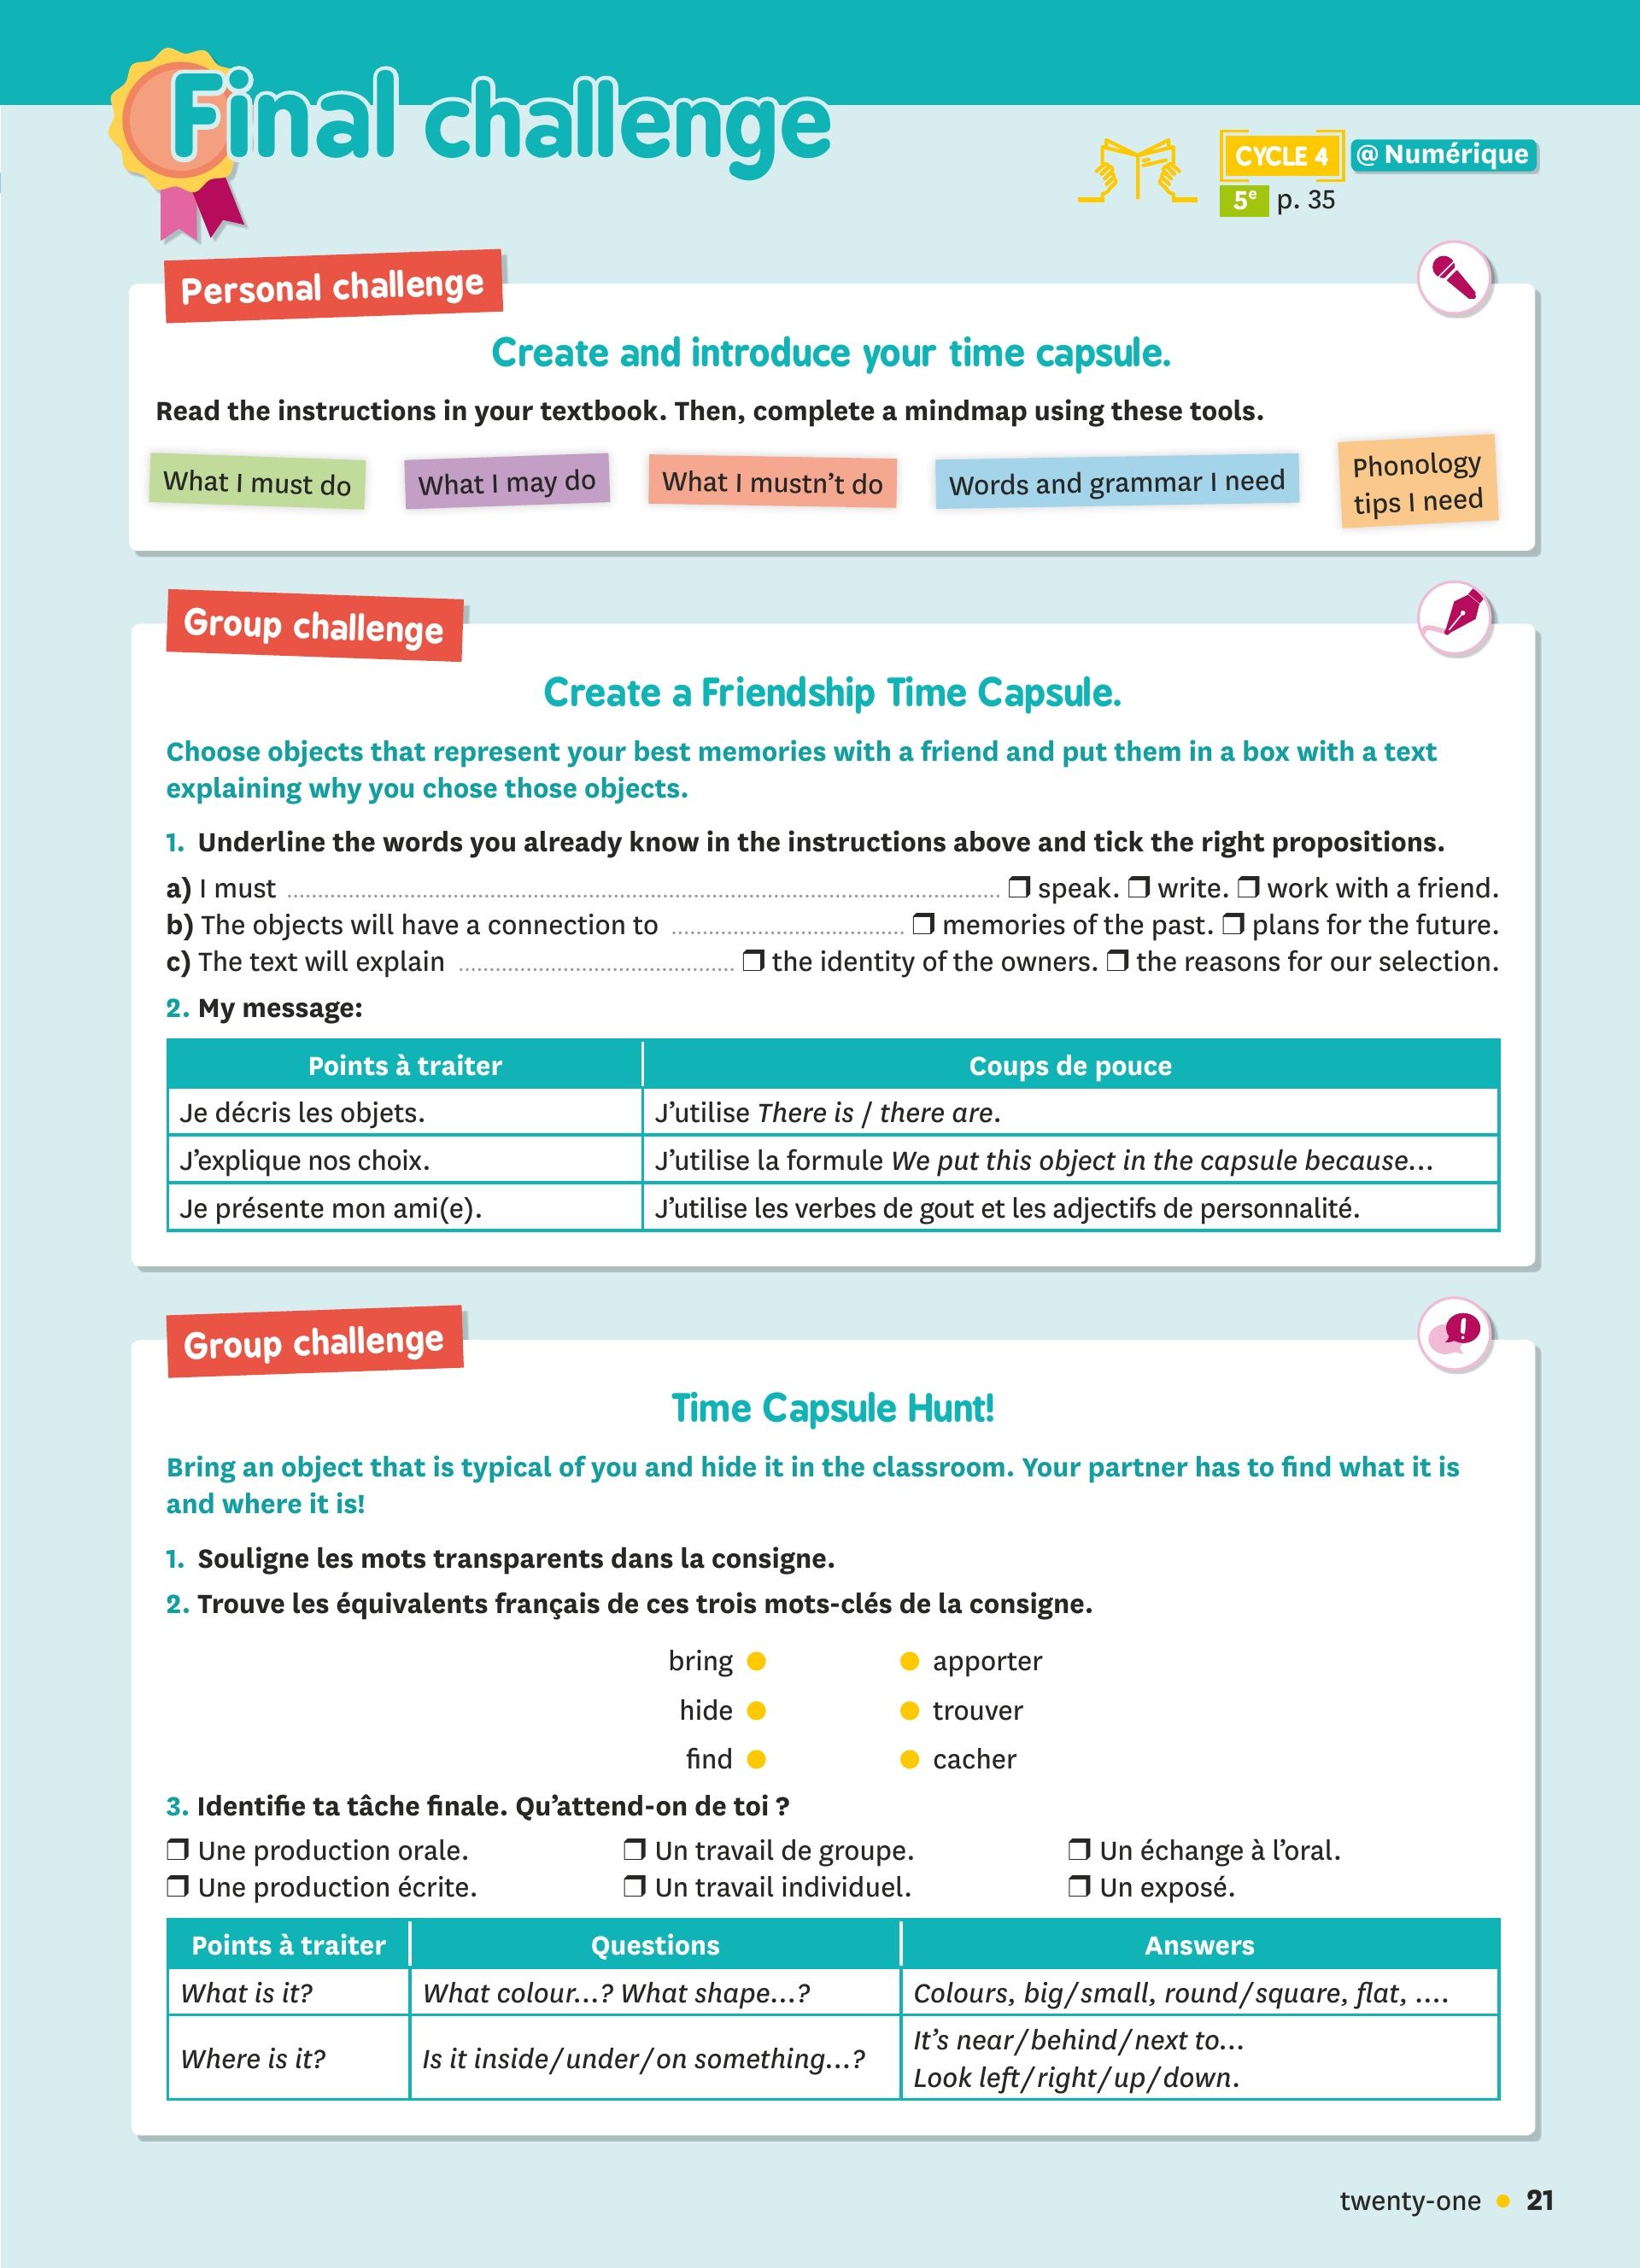 Final challenge
CYCLE 4 @ Numérique
5e p. 35
Personal challenge
Create and introduce your time capsule.
Read the instructions in your textbook. Then, complete a mindmap using these tools.
What I must do
What I may do
What I mustn't do
Words and grammar I need
Phonology
tips I need
Group challenge
Create a Friendship Time Capsule.
Choose objects that represent your best memories with a friend and put them in a box with a text
explaining why you chose those objects.
1. Underline the words you already know in the instructions above and tick the right propositions.
a) I must ........ ❒ speak. ❒ write. ❒ work with a friend.
b) The objects will have a connection to ........ ❒ memories of the past. ❒ plans for the future.
c) The text will explain ........ ❒ the identity of the owners. ❒ the reasons for our selection.
2. My message:
Points à traiter Coups de pouce
Je décris les objets. J'utilise There is / there are.
J'explique nos choix. J'utilise la formule We put this object in the capsule because...
Je présente mon ami(e). J'utilise les verbes de gout et les adjectifs de personnalité.
Group challenge
Time Capsule Hunt!
Bring an object that is typical of you and hide it in the classroom. Your partner has to find what it is
and where it is!
1. Souligne les mots transparents dans la consigne.
2. Trouve les équivalents français de ces trois mots-clés de la consigne.
bring ● ● apporter
hide ● ● trouver
find ● ● cacher
3. Identifie ta tâche finale. Qu'attend-on de toi ?
❒ Une production orale. ❒ Un travail de groupe. ❒ Un échange à l'oral.
❒ Une production écrite. ❒ Un travail individuel. ❒ Un exposé.
Points à traiter Questions Answers
What is it? What colour...? What shape...? Colours, big/small, round/square, flat, ....
Where is it? Is it inside/under/on something...? It's near/behind/next to...
Look left/right/up/down.
twenty-one ● 21